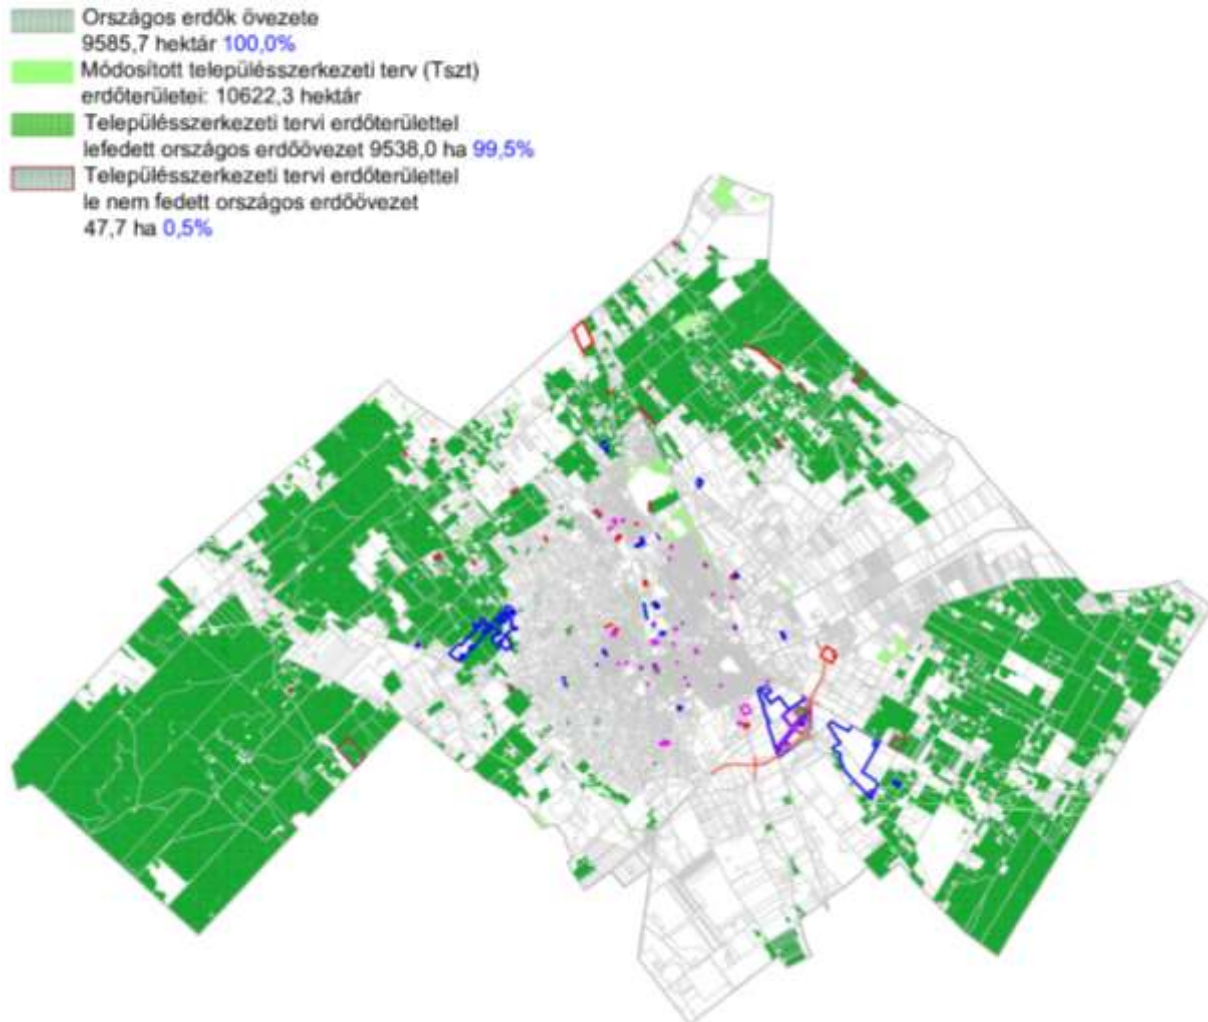 Országos erdők övezete
9585,7 hektár 100,0%
Módosított településszerkezeti terv (Tszt)
erdőterületei: 10622,3 hektár
Településszerkezeti tervi erdőterülettel
lefedett országos erdőövezet 9538,0 ha 99,5%
Településszerkezeti tervi erdőterülettel
le nem fedett országos erdőövezet
47,7 ha 0,5%